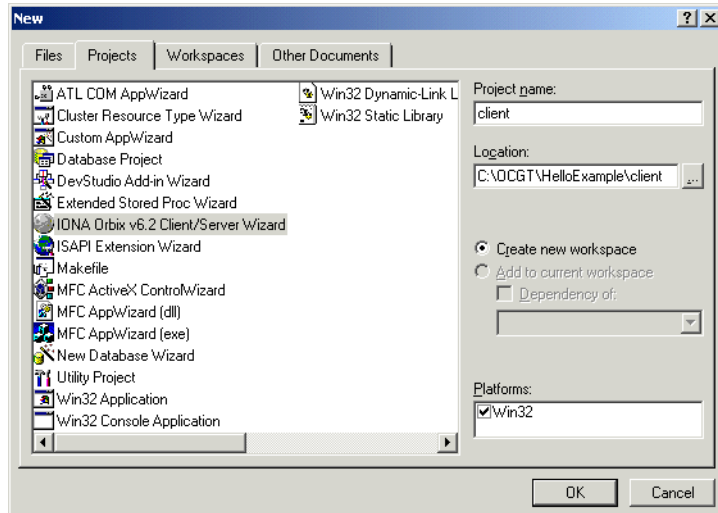 New
Files
Projects
Workspaces
Other Documents
ATL COM AppWizard
Cluster Resource Type Wizard
Custom AppWizard
Database Project
DevStudio Add-in Wizard
Extended Stored Proc Wizard
IONA Orbix v6.2 Client/Server Wizard
ISAPI Extension Wizard
Makefile
MFC ActiveX ControlWizard
MFC AppWizard (dll)
MFC AppWizard (exe)
New Database Wizard
Utility Project
Win32 Application
Win32 Console Application
Win32 Dynamic-Link L
Win32 Static Library
Project name:
client
Location:
C:\OCGT\HelloExample\client
...
Create new workspace
Add to current workspace
Dependency of:
Platforms:
Win32
OK
Cancel